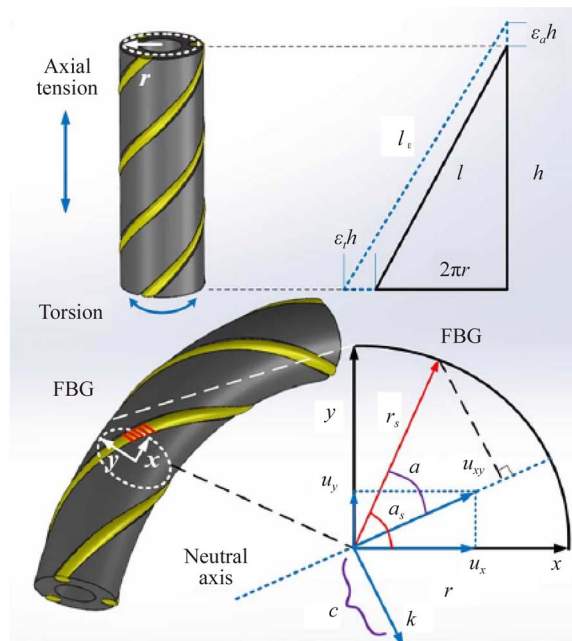 Axial
tension
r
ε_a h
l_ε
l
h
ε_t h
2πr
Torsion
FBG
FBG
y
r_s
y
x
u_y
a
u_xy
a_s
Neutral
axis
u_x
x
r
c
k